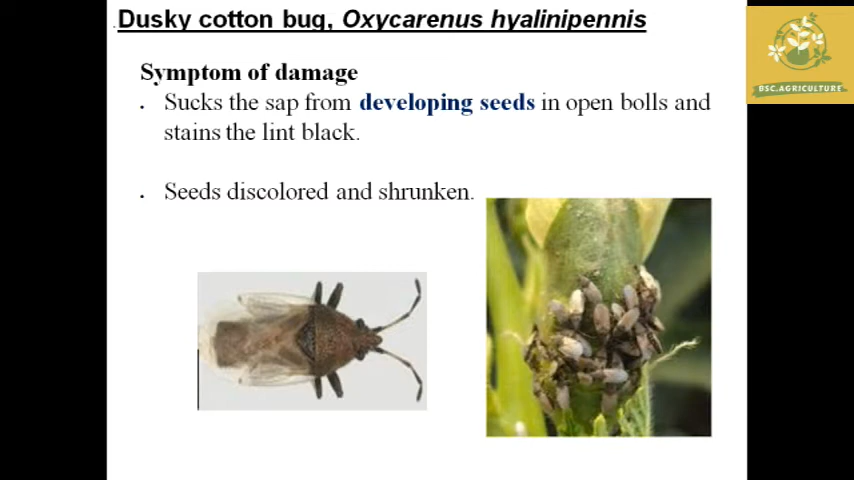 Dusky cotton bug, Oxycarenus hyalinipennis
BSC.AGRICULTURE
Symptom of damage
. Sucks the sap from developing seeds in open bolls and
stains the lint black.
. Seeds discolored and shrunken.